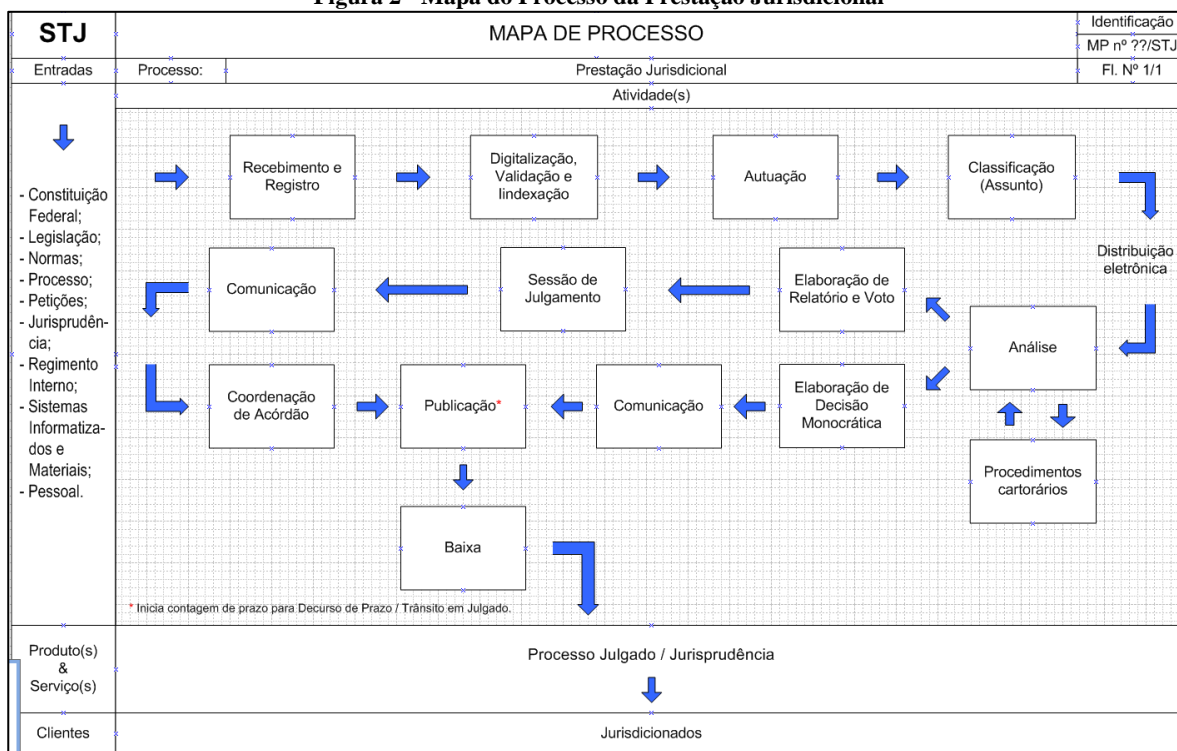 Figura 2 - Mapa do Processo da Prestação Jurisdicional
STJ
MAPA DE PROCESSO
Identificação
MP nº ??/STJ
Entradas
Processo:
Prestação Jurisdicional
Fl. Nº 1/1
Atividade(s)
- Constituição
Federal;
- Legislação;
- Normas;
- Processo;
- Petições;
- Jurisprudên-
cia;
- Regimento
Interno;
- Sistemas
Informatiza-
dos e
Materiais;
- Pessoal.
Recebimento e
Registro
Digitalização,
Validação e
Iindexação
Autuação
Classificação
(Assunto)
Distribuição
eletrônica
Comunicação
Sessão de
Julgamento
Elaboração de
Relatório e Voto
Análise
Coordenação
de Acórdão
Publicação*
Comunicação
Elaboração de
Decisão
Monocrática
Procedimentos
cartorários
Baixa
* Inicia contagem de prazo para Decurso de Prazo / Trânsito em Julgado.
Produto(s)
&
Serviço(s)
Processo Julgado / Jurisprudência
Clientes
Jurisdicionados